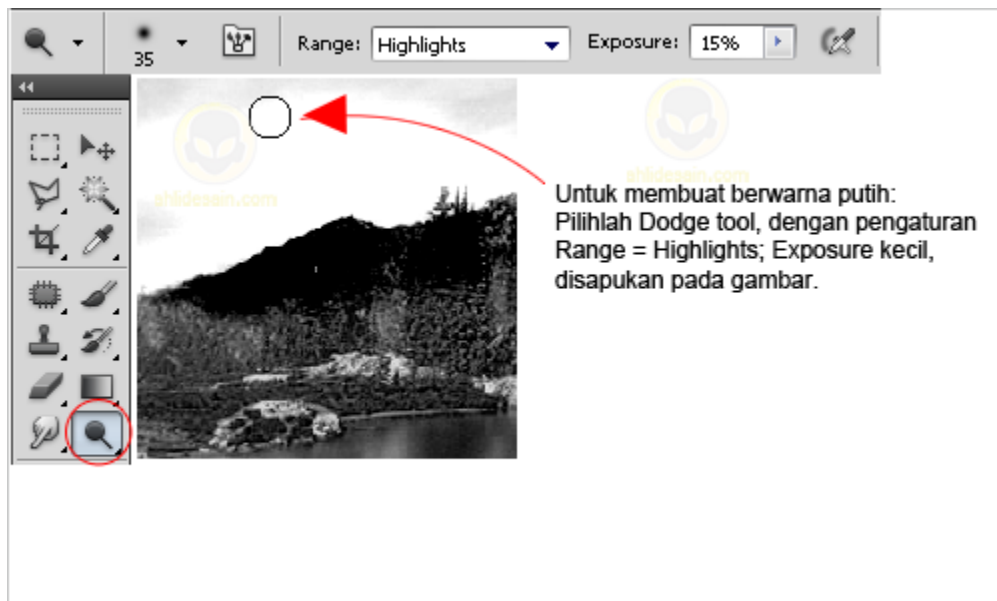 35 Range: Highlights Exposure: 15%
ahlidesain.com
ahlidesain.com
Untuk membuat berwarna putih:
Pilihlah Dodge tool, dengan pengaturan
Range = Highlights; Exposure kecil,
disapukan pada gambar.